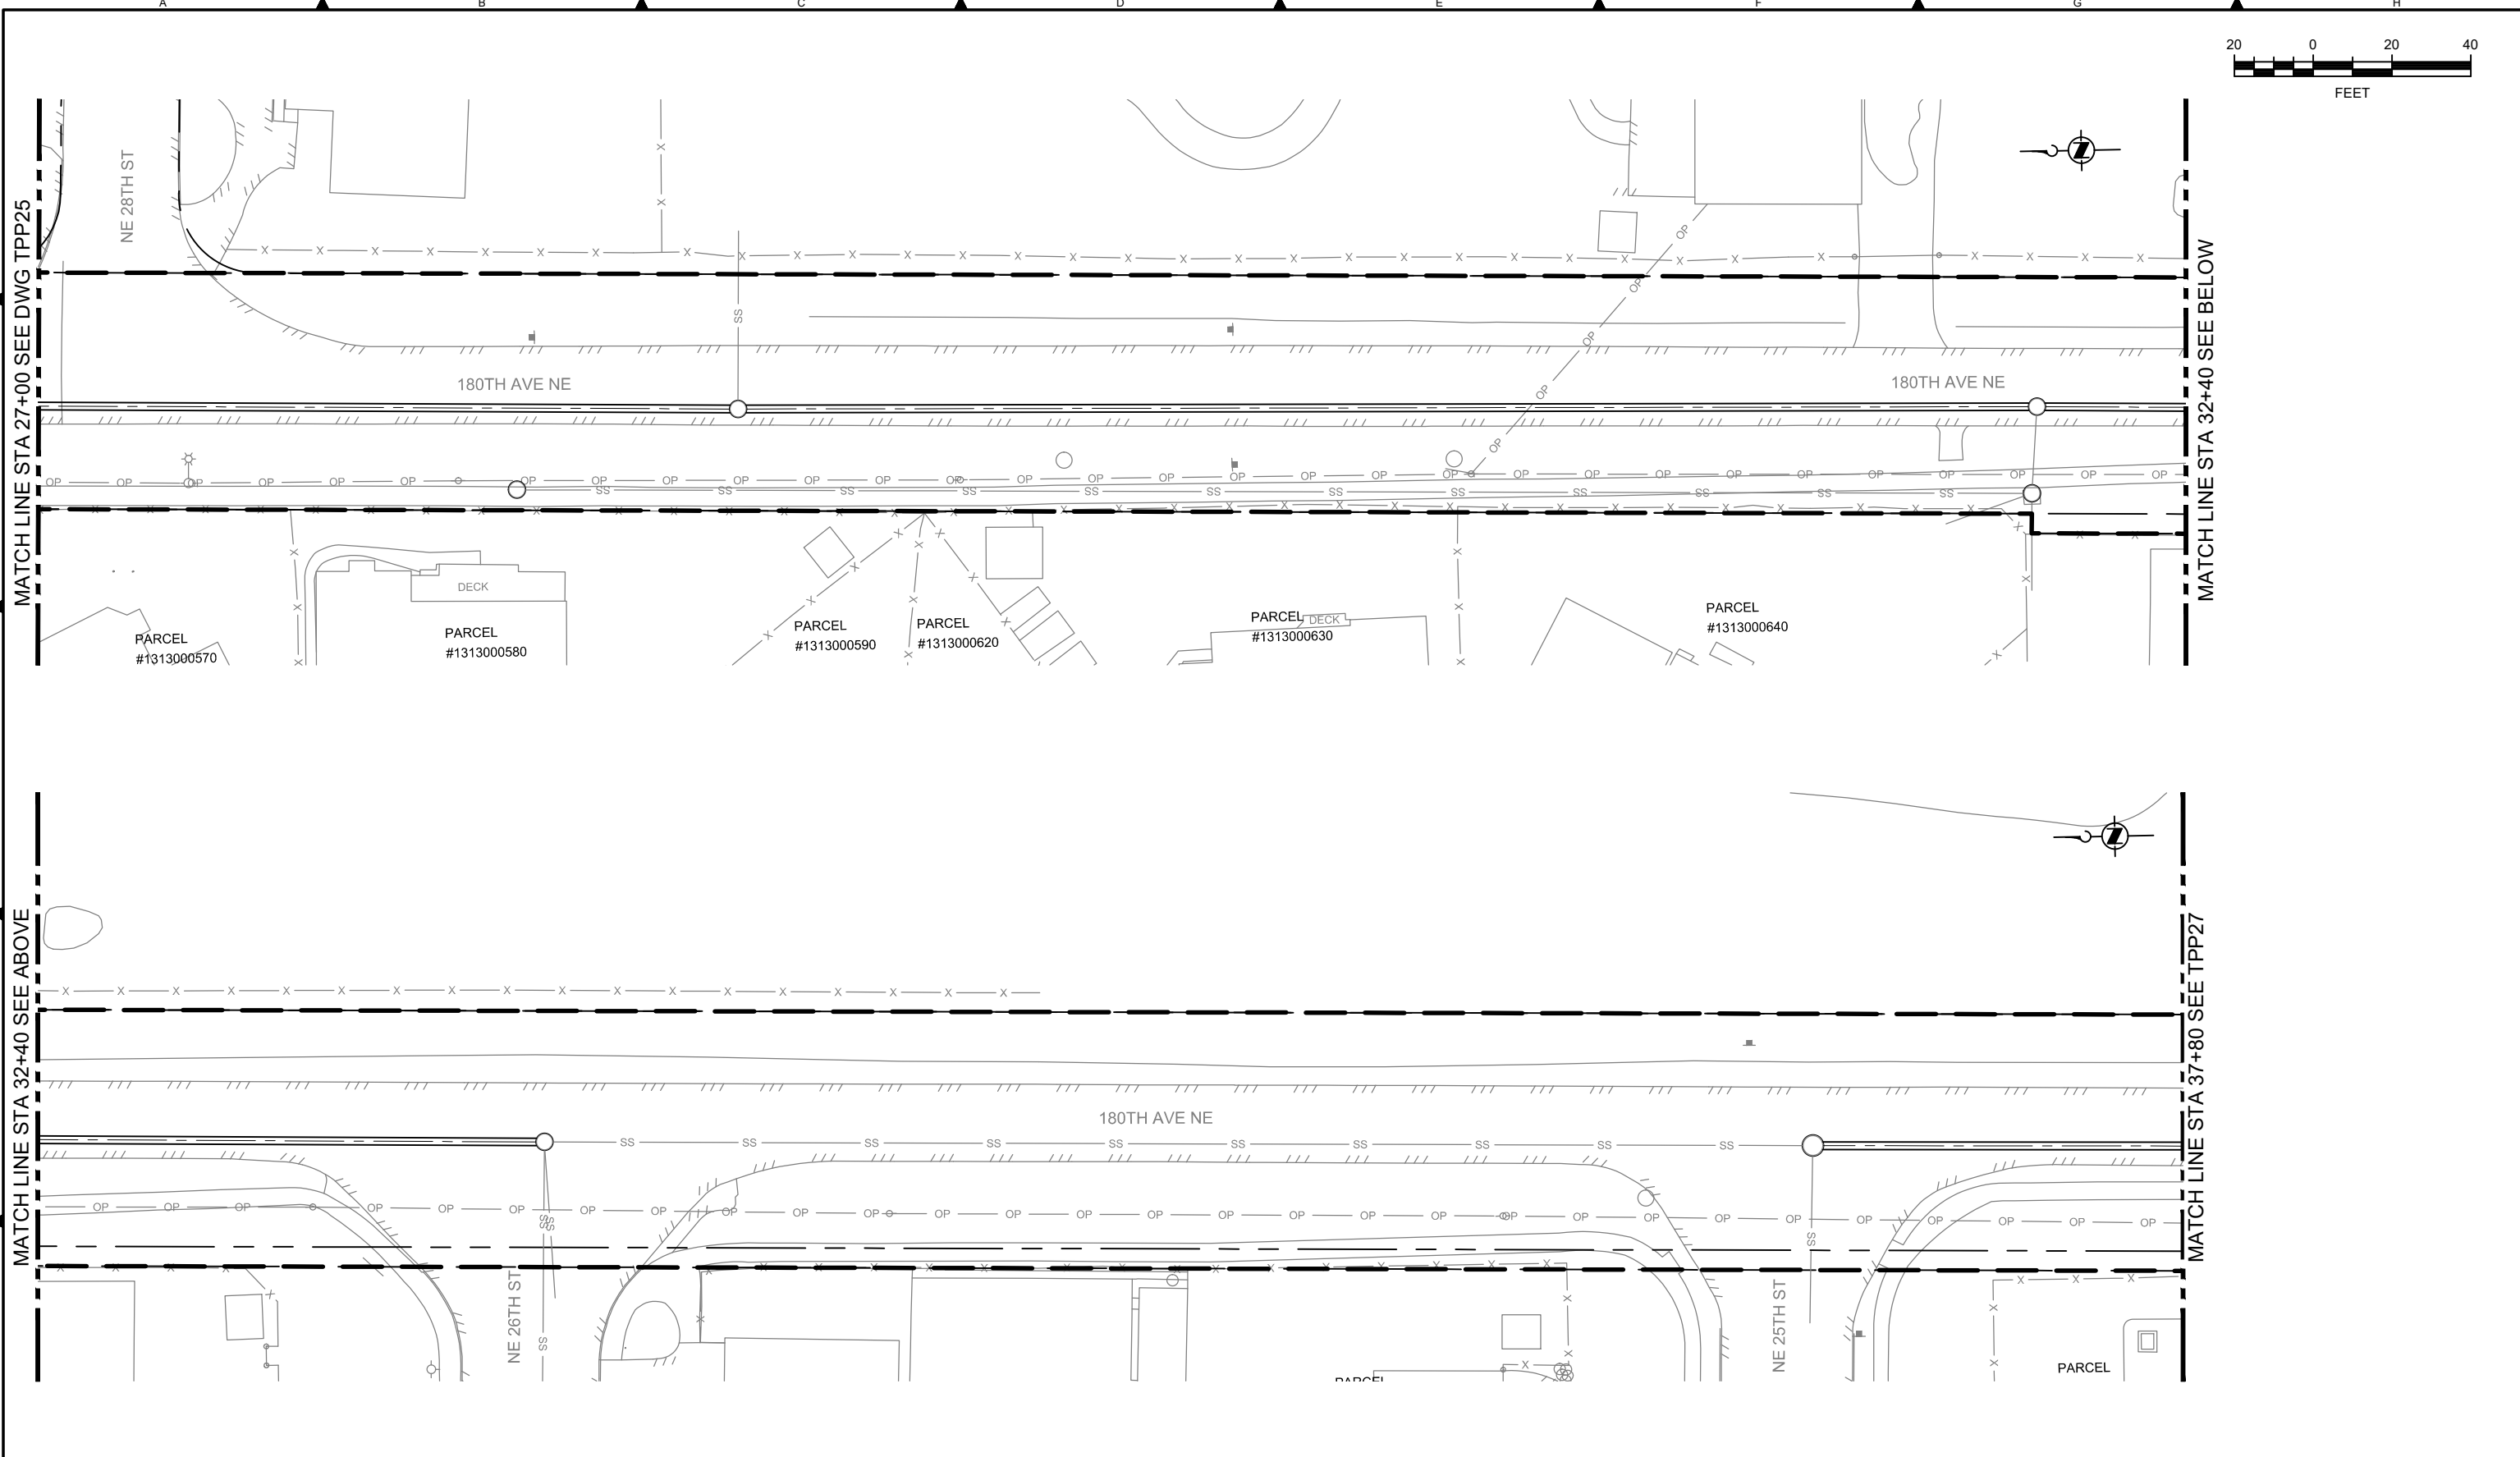 A B C D E F G H
20 0 20 40
FEET
MATCH LINE STA 27+00 SEE DWG TPP25
NE 28TH ST
MATCH LINE STA 32+40 SEE BELOW
180TH AVE NE
180TH AVE NE
DECK
DECK
PARCEL
#1313000570
PARCEL
#1313000580
PARCEL
#1313000590
PARCEL
#1313000620
PARCEL
#1313000630
PARCEL
#1313000640
MATCH LINE STA 32+40 SEE ABOVE
MATCH LINE STA 37+80 SEE TPP27
180TH AVE NE
NE 26TH ST
NE 25TH ST
PARCEL
PARCEL